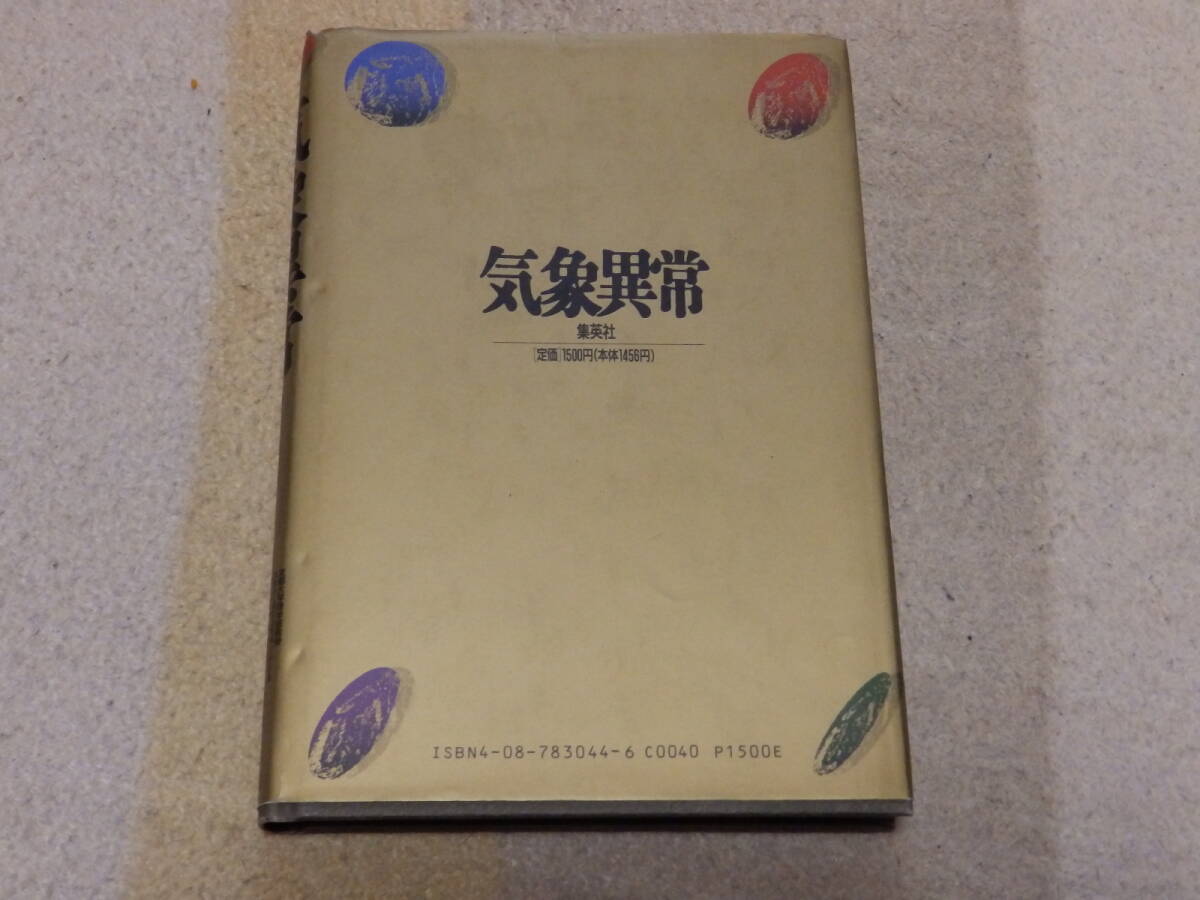 気象異常
集英社
[定価]1500円(本体1456円)
ISBN4-08-783044-6 C0040 P1500E